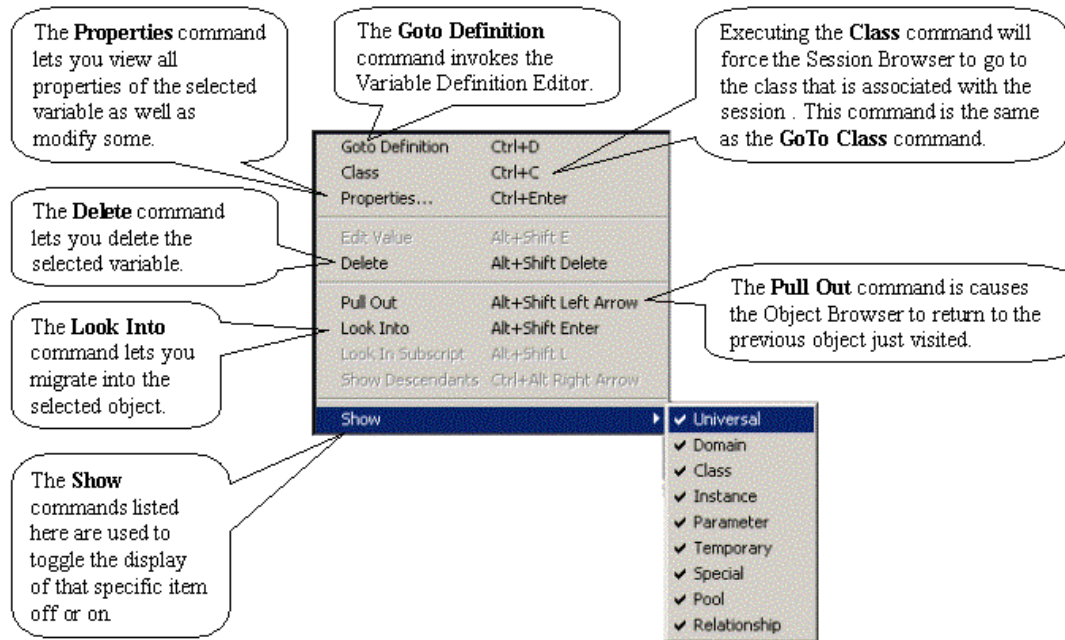 The Properties command
lets you view all
properties of the selected
variable as well as
modify some.
The Goto Definition
command invokes the
Variable Definition Editor.
Executing the Class command will
force the Session Browser to go to
the class that is associated with the
session . This command is the same
as the GoTo Class command.
Goto Definition Ctrl+D
Class Ctrl+C
Properties... Ctrl+Enter
Edit Value Alt+Shift E
Delete Alt+Shift Delete
Pull Out Alt+Shift Left Arrow
Look Into Alt+Shift Enter
Look In Subscript Alt+Shift L
Show Descendants Ctrl+Alt Right Arrow
Show
The Delete command
lets you delete the
selected variable.
The Look Into
command lets you
migrate into the
selected object.
The Pull Out command is causes
the Object Browser to return to the
previous object just visited.
The Show
commands listed
here are used to
toggle the display
of that specific item
off or on
Universal
Domain
Class
Instance
Parameter
Temporary
Special
Pool
Relationship